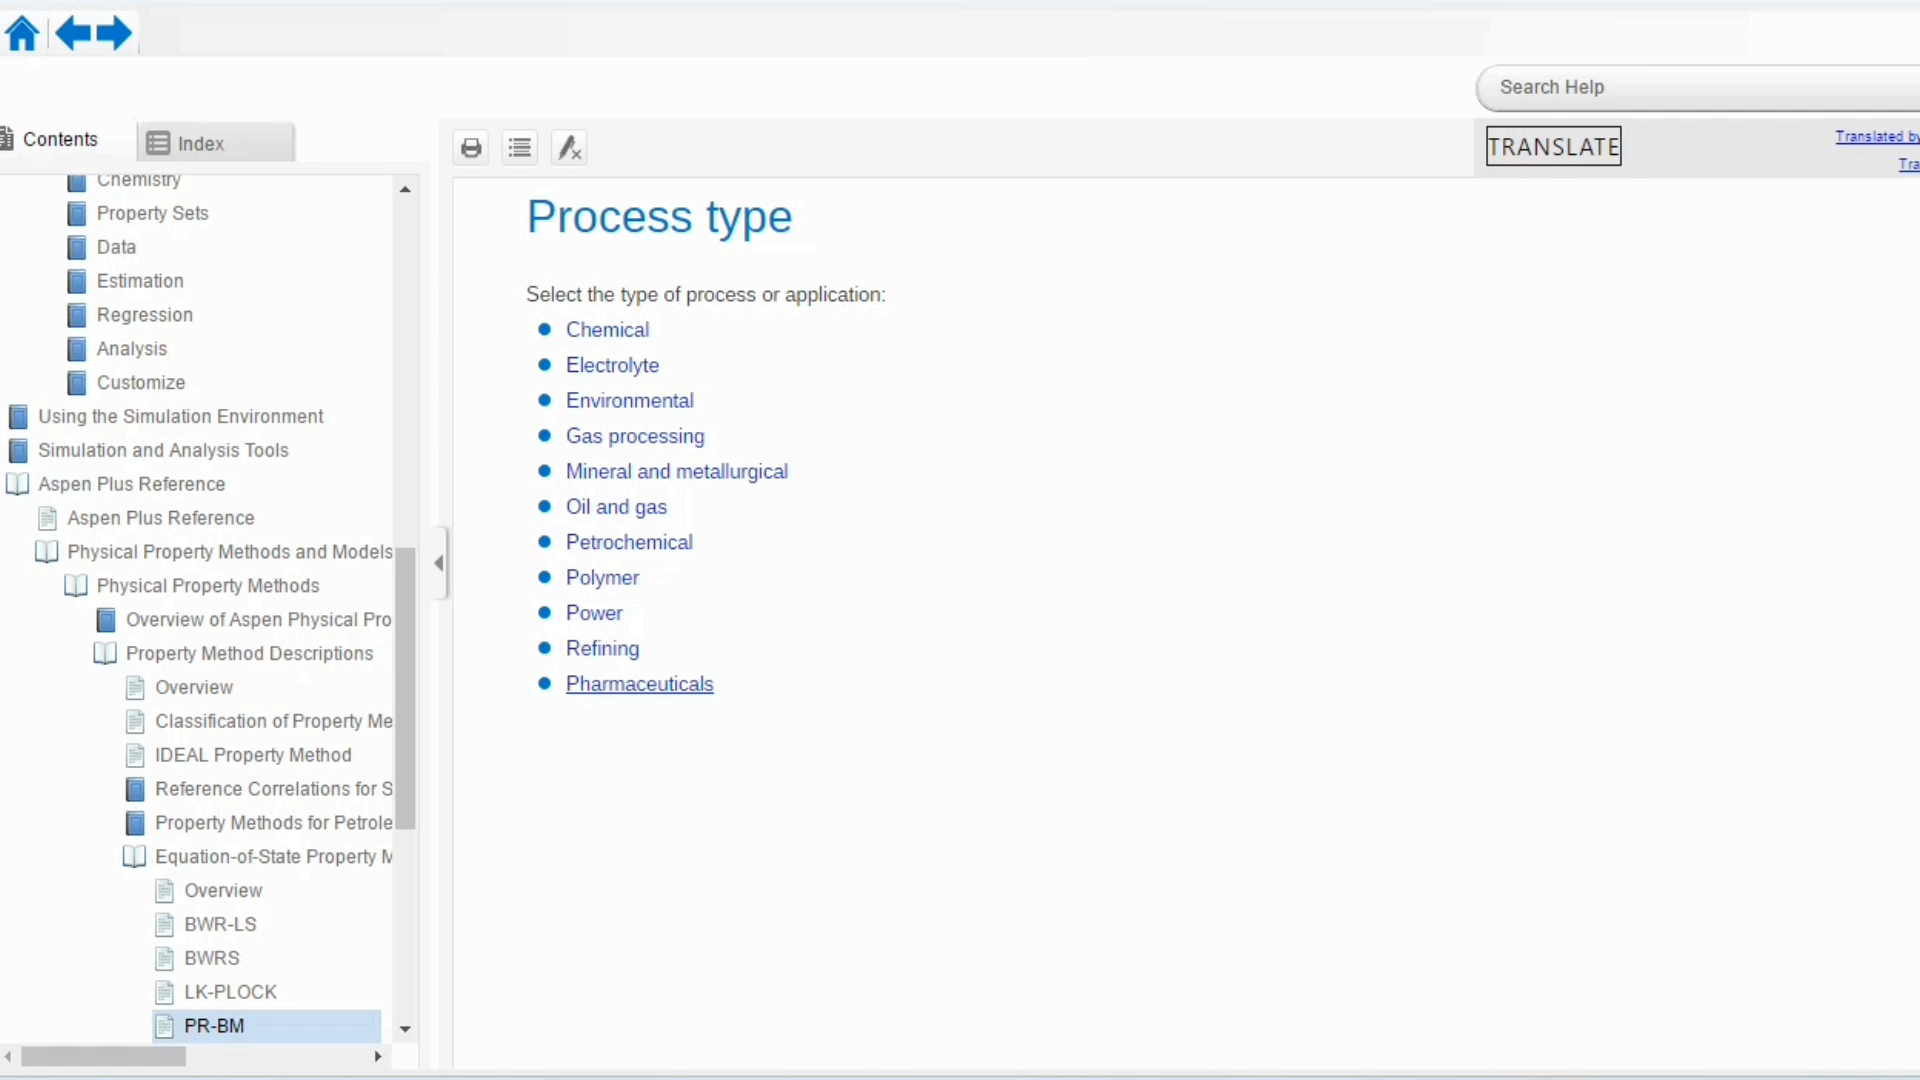 Search Help
Contents
Index
TRANSLATE
Translated by
Tra
Chemistry
Property Sets
Data
Estimation
Regression
Analysis
Customize
Using the Simulation Environment
Simulation and Analysis Tools
Aspen Plus Reference
Aspen Plus Reference
Physical Property Methods and Models
Physical Property Methods
Overview of Aspen Physical Pro
Property Method Descriptions
Overview
Classification of Property Me
IDEAL Property Method
Reference Correlations for S
Property Methods for Petrole
Equation-of-State Property M
Overview
BWR-LS
BWRS
LK-PLOCK
PR-BM
Process type
Select the type of process or application:
Chemical
Electrolyte
Environmental
Gas processing
Mineral and metallurgical
Oil and gas
Petrochemical
Polymer
Power
Refining
Pharmaceuticals